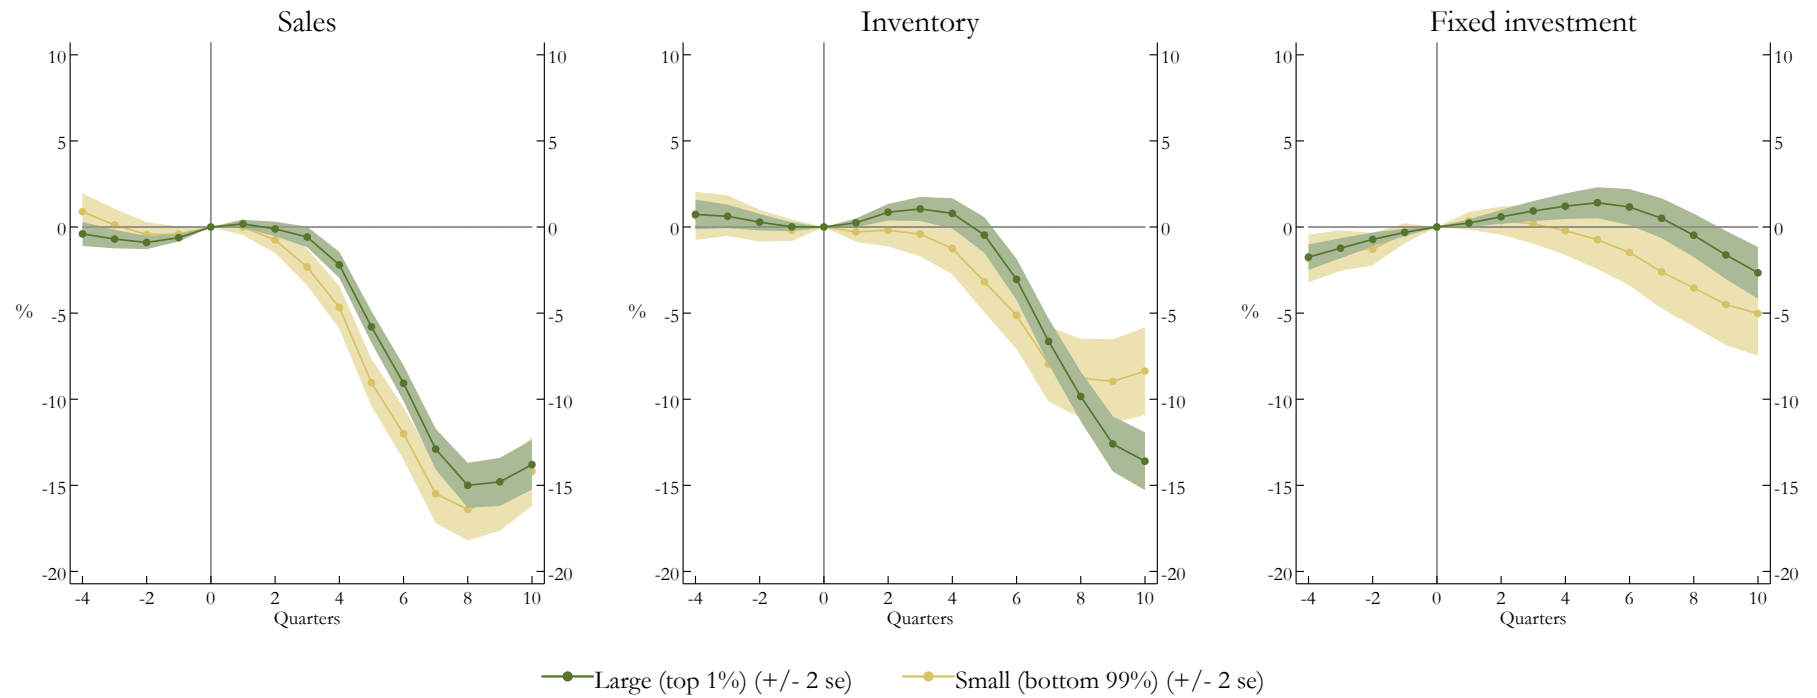 Sales Inventory Fixed investment
10 10 10 10 10 10
5 5 5 5 5 5
0 0 0 0 0 0
% -5 -5 % -5 -5 % -5 -5
-10 -10 -10 -10 -10 -10
-15 -15 -15 -15 -15 -15
-20 -20 -20 -20 -20 -20
-4 -2 0 2 4 6 8 10 -4 -2 0 2 4 6 8 10 -4 -2 0 2 4 6 8 10
Quarters Quarters Quarters
Large (top 1%) (+/- 2 se) Small (bottom 99%) (+/- 2 se)